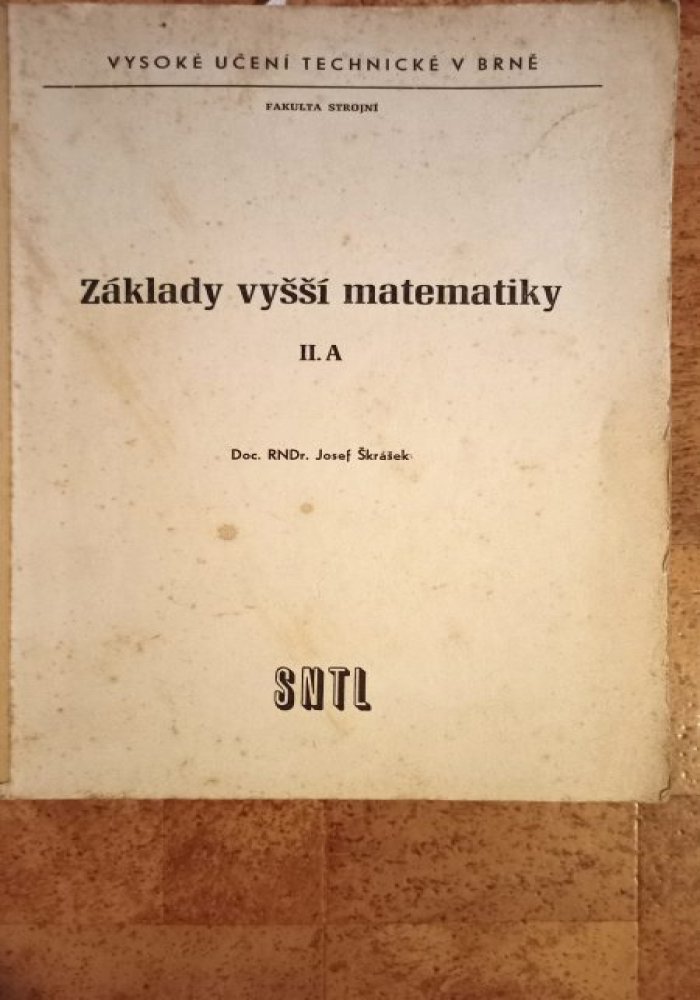 VYSOKÉ UČENÍ TECHNICKÉ V BRNĚ
FAKULTA STROJNÍ
Základy vyšší matematiky
II. A
Doc. RNDr. Josef Škrášek
SNTL